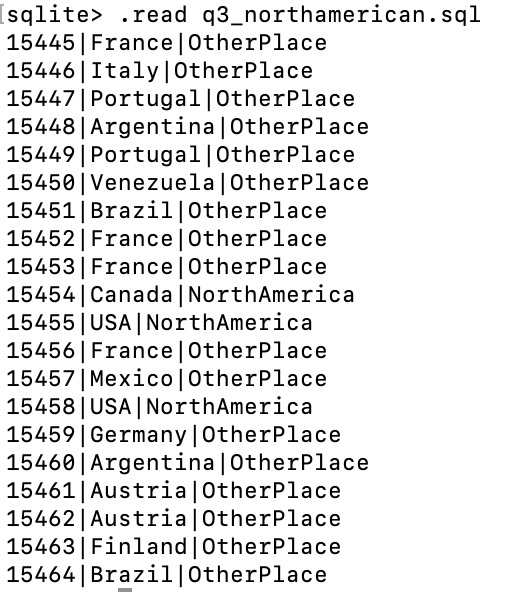 sqlite> .read q3_northamerican.sql
15445|France|OtherPlace
15446|Italy|OtherPlace
15447|Portugal|OtherPlace
15448|Argentina|OtherPlace
15449|Portugal|OtherPlace
15450|Venezuela|OtherPlace
15451|Brazil|OtherPlace
15452|France|OtherPlace
15453|France|OtherPlace
15454|Canada|NorthAmerica
15455|USA|NorthAmerica
15456|France|OtherPlace
15457|Mexico|OtherPlace
15458|USA|NorthAmerica
15459|Germany|OtherPlace
15460|Argentina|OtherPlace
15461|Austria|OtherPlace
15462|Austria|OtherPlace
15463|Finland|OtherPlace
15464|Brazil|OtherPlace